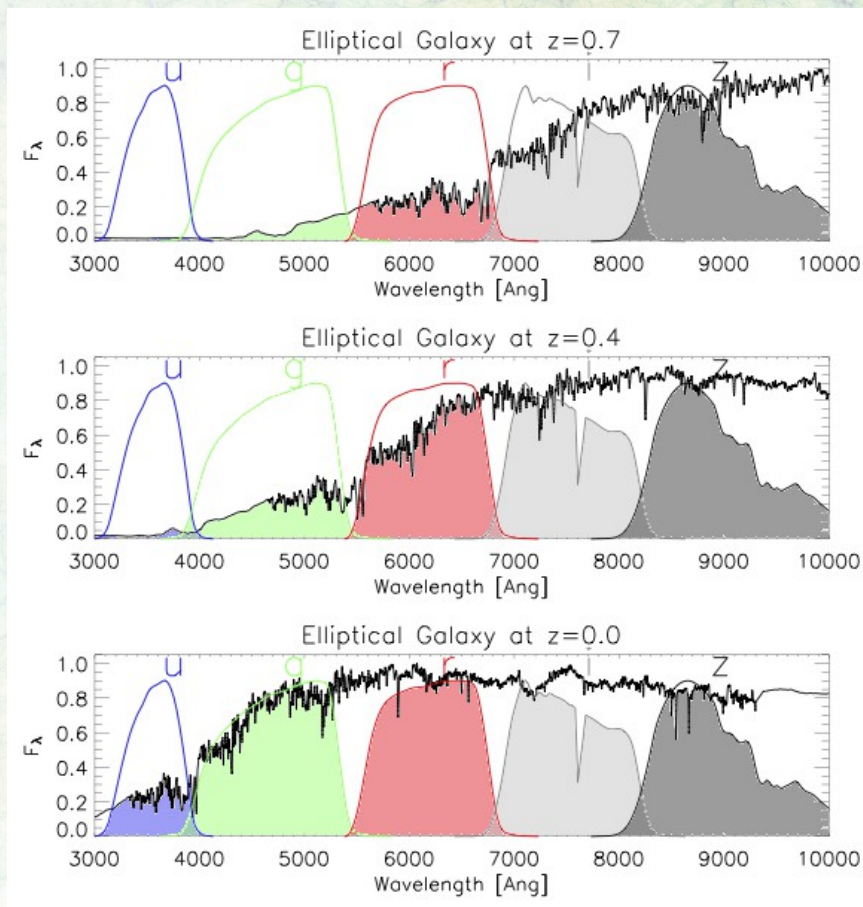 Elliptical Galaxy at z=0.7
u g r i z
1.0
0.8
0.6
0.4
0.2
0.0
Fλ
3000 4000 5000 6000 7000 8000 9000 10000
Wavelength [Ang]
Elliptical Galaxy at z=0.4
u g r i z
1.0
0.8
0.6
0.4
0.2
0.0
Fλ
3000 4000 5000 6000 7000 8000 9000 10000
Wavelength [Ang]
Elliptical Galaxy at z=0.0
u g r i z
1.0
0.8
0.6
0.4
0.2
0.0
Fλ
3000 4000 5000 6000 7000 8000 9000 10000
Wavelength [Ang]